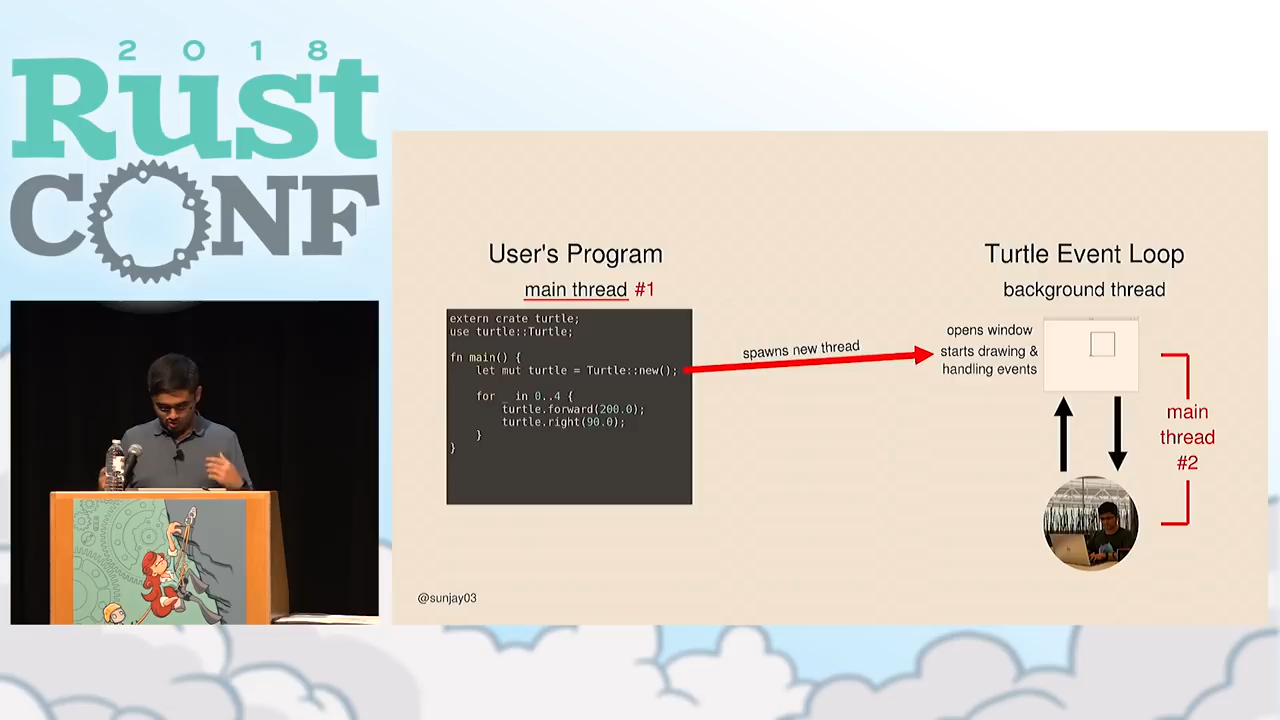 2018
Rust
CONF
User's Program
main thread #1
extern crate turtle;
use turtle::Turtle;
fn main() {
let mut turtle = Turtle::new();
for _ in 0..4 {
turtle.forward(200.0);
turtle.right(90.0);
}
}
spawns new thread
Turtle Event Loop
background thread
opens window
starts drawing &
handling events
main
thread
#2
@sunjay03